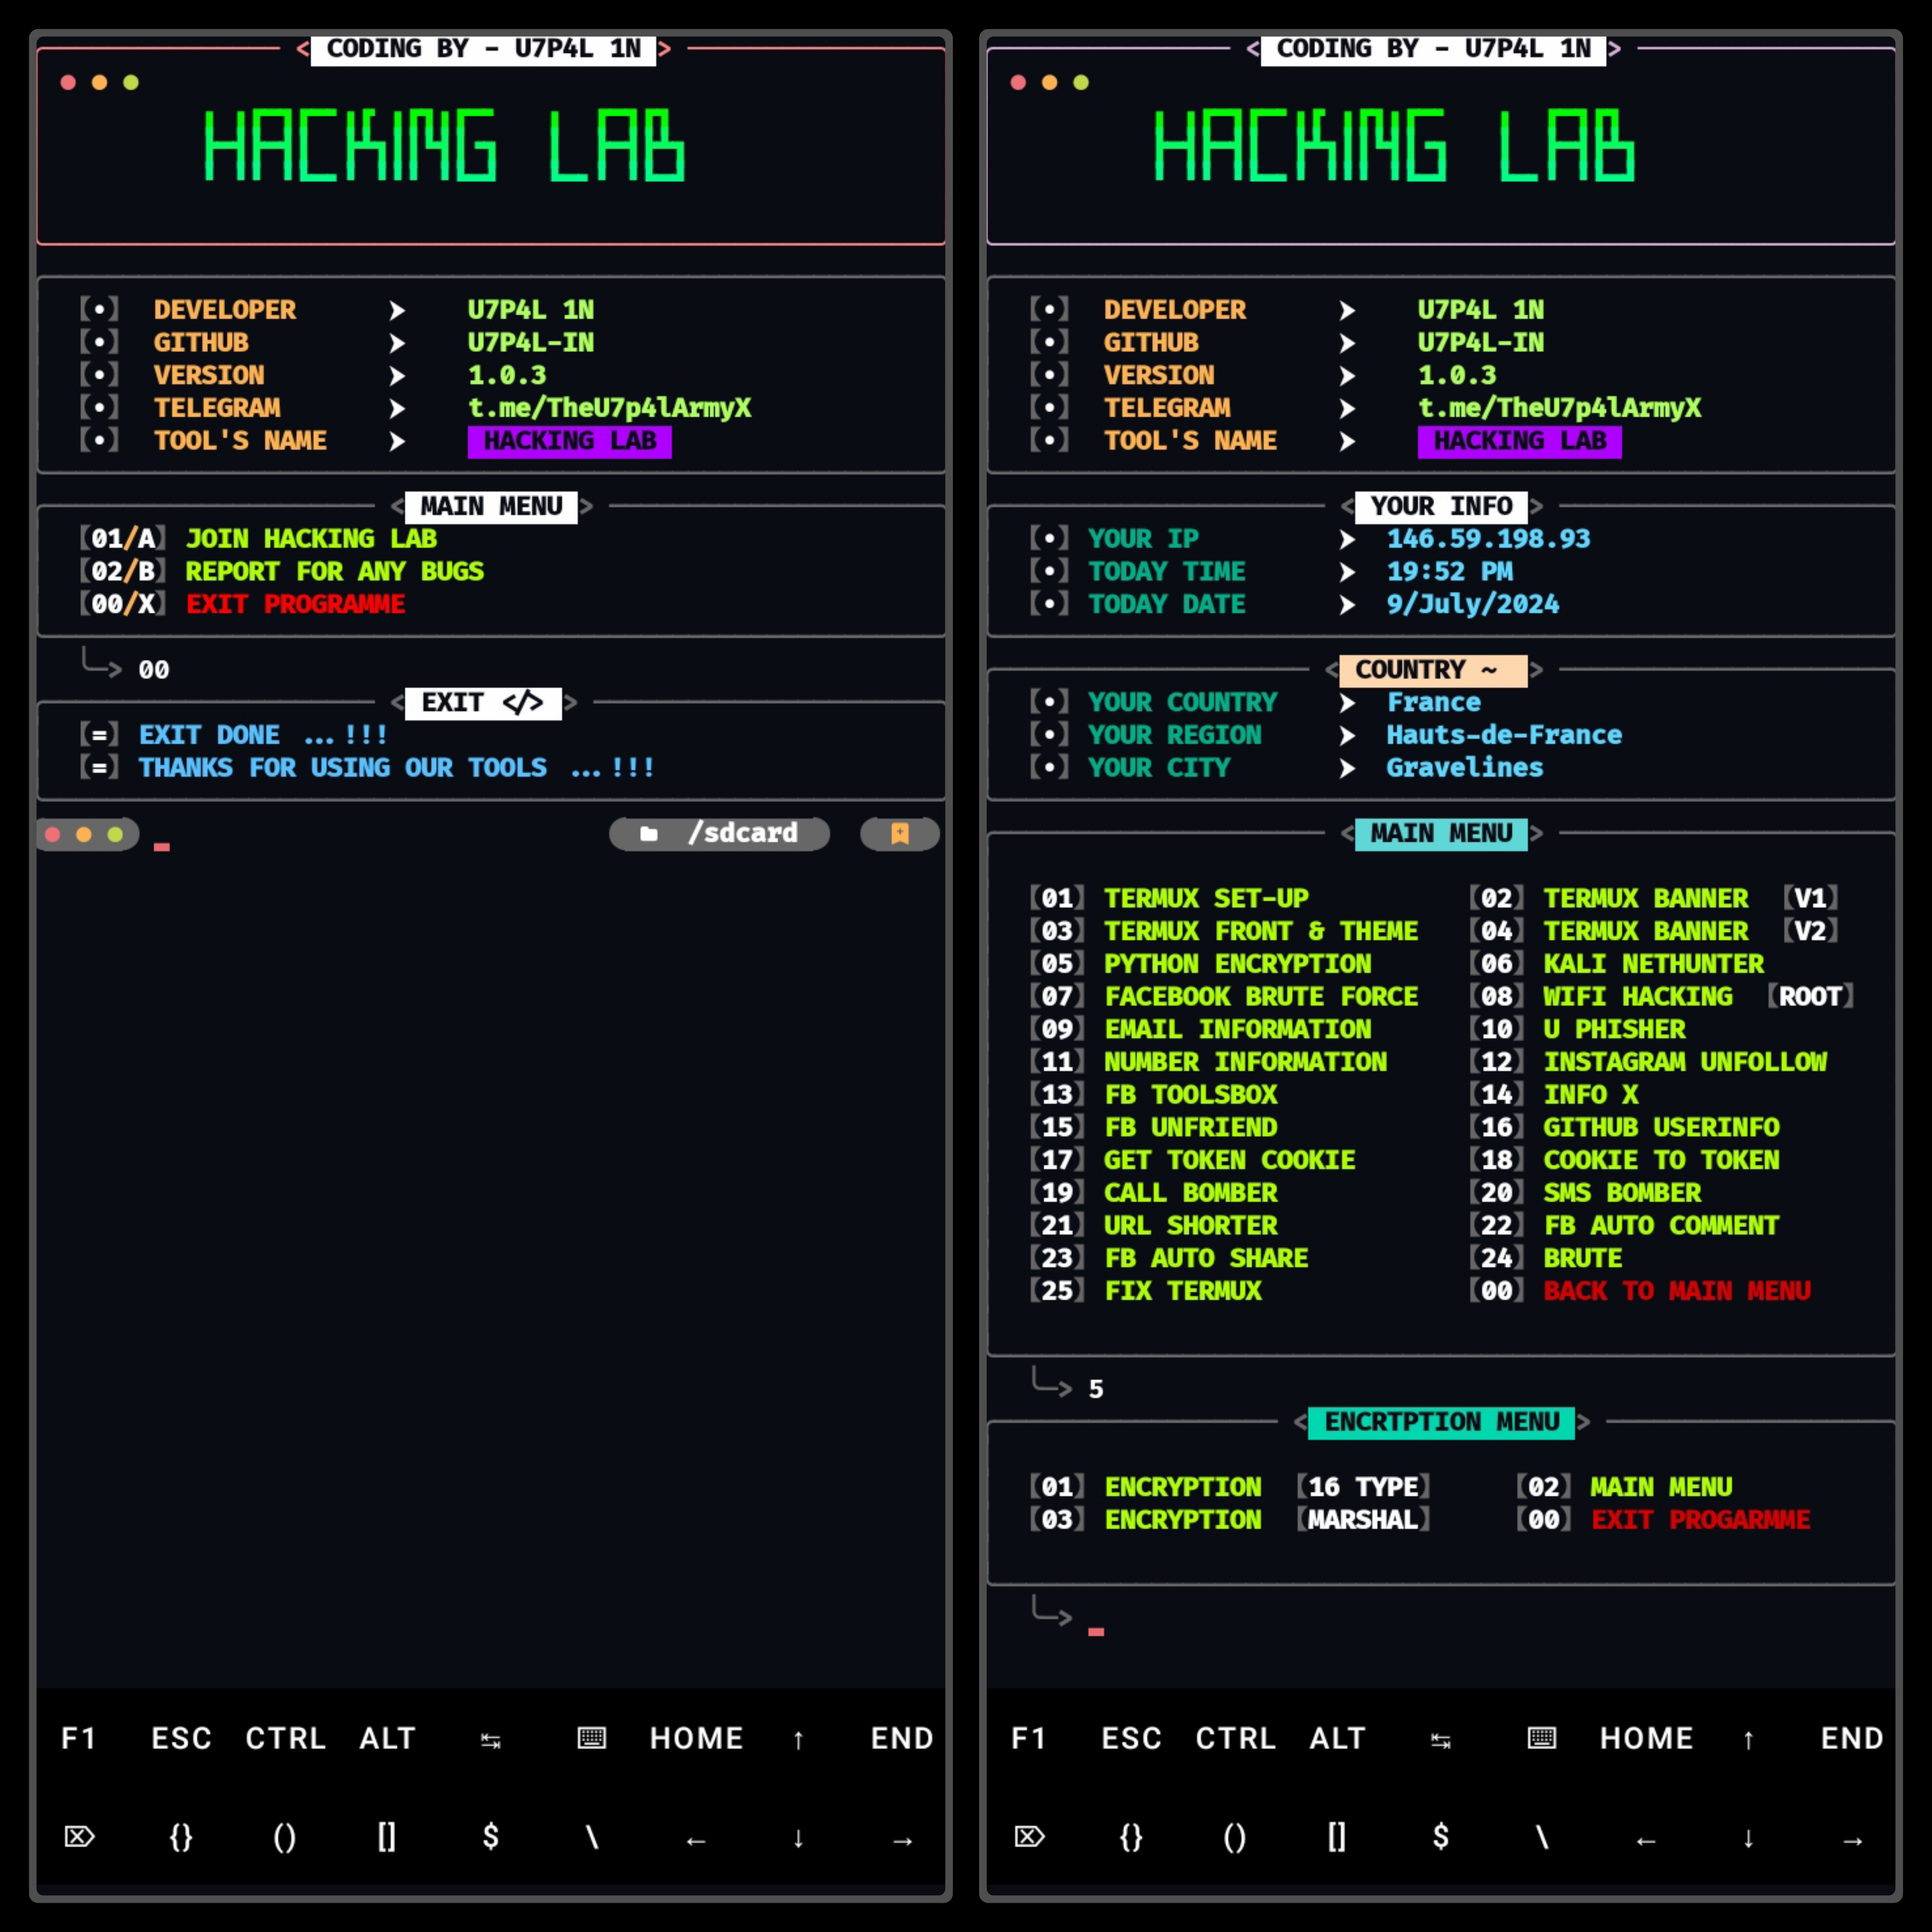 < CODING BY - U7P4L 1N >
HACKING LAB
[•] DEVELOPER ➤ U7P4L 1N
[•] GITHUB ➤ U7P4L-IN
[•] VERSION ➤ 1.0.3
[•] TELEGRAM ➤ t.me/TheU7p4lArmyX
[•] TOOL'S NAME ➤ HACKING LAB
< MAIN MENU >
[01/A] JOIN HACKING LAB
[02/B] REPORT FOR ANY BUGS
[00/X] EXIT PROGRAMME
╰─> 00
< EXIT </> >
[=] EXIT DONE ...!!!
[=] THANKS FOR USING OUR TOOLS ...!!!
/sdcard
F1 ESC CTRL ALT ↹ ⌨ HOME ↑ END
⌦ {} () [] $ \ ← ↓ →
< CODING BY - U7P4L 1N >
HACKING LAB
[•] DEVELOPER ➤ U7P4L 1N
[•] GITHUB ➤ U7P4L-IN
[•] VERSION ➤ 1.0.3
[•] TELEGRAM ➤ t.me/TheU7p4lArmyX
[•] TOOL'S NAME ➤ HACKING LAB
< YOUR INFO >
[•] YOUR IP ➤ 146.59.198.93
[•] TODAY TIME ➤ 19:52 PM
[•] TODAY DATE ➤ 9/July/2024
< COUNTRY ~ >
[•] YOUR COUNTRY ➤ France
[•] YOUR REGION ➤ Hauts-de-France
[•] YOUR CITY ➤ Gravelines
< MAIN MENU >
[01] TERMUX SET-UP [02] TERMUX BANNER [V1]
[03] TERMUX FRONT & THEME [04] TERMUX BANNER [V2]
[05] PYTHON ENCRYPTION [06] KALI NETHUNTER
[07] FACEBOOK BRUTE FORCE [08] WIFI HACKING [ROOT]
[09] EMAIL INFORMATION [10] U PHISHER
[11] NUMBER INFORMATION [12] INSTAGRAM UNFOLLOW
[13] FB TOOLSBOX [14] INFO X
[15] FB UNFRIEND [16] GITHUB USERINFO
[17] GET TOKEN COOKIE [18] COOKIE TO TOKEN
[19] CALL BOMBER [20] SMS BOMBER
[21] URL SHORTER [22] FB AUTO COMMENT
[23] FB AUTO SHARE [24] BRUTE
[25] FIX TERMUX [00] BACK TO MAIN MENU
╰─> 5
< ENCRTPTION MENU >
[01] ENCRYPTION [16 TYPE] [02] MAIN MENU
[03] ENCRYPTION [MARSHAL] [00] EXIT PROGARMME
╰─>
F1 ESC CTRL ALT ↹ ⌨ HOME ↑ END
⌦ {} () [] $ \ ← ↓ →